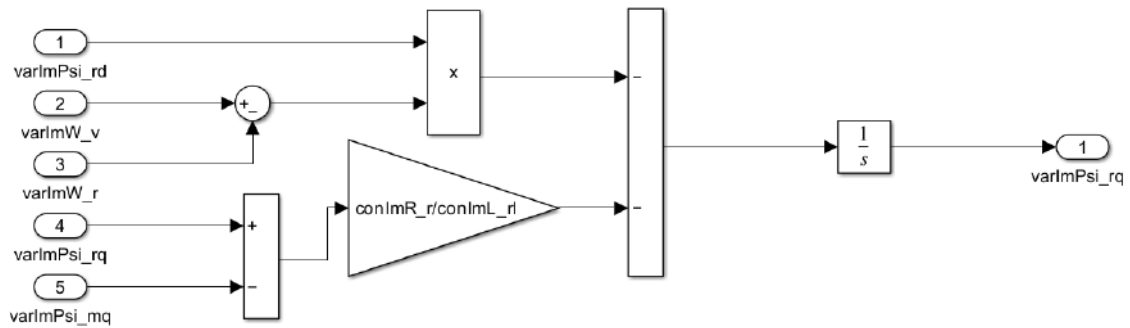 1
varImPsi_rd
2
varImW_v
+
_
3
varImW_r
4
varImPsi_rq
5
varImPsi_mq
+
−
x
conImR_r/conImL_rl
−
−
1
s
1
varImPsi_rq